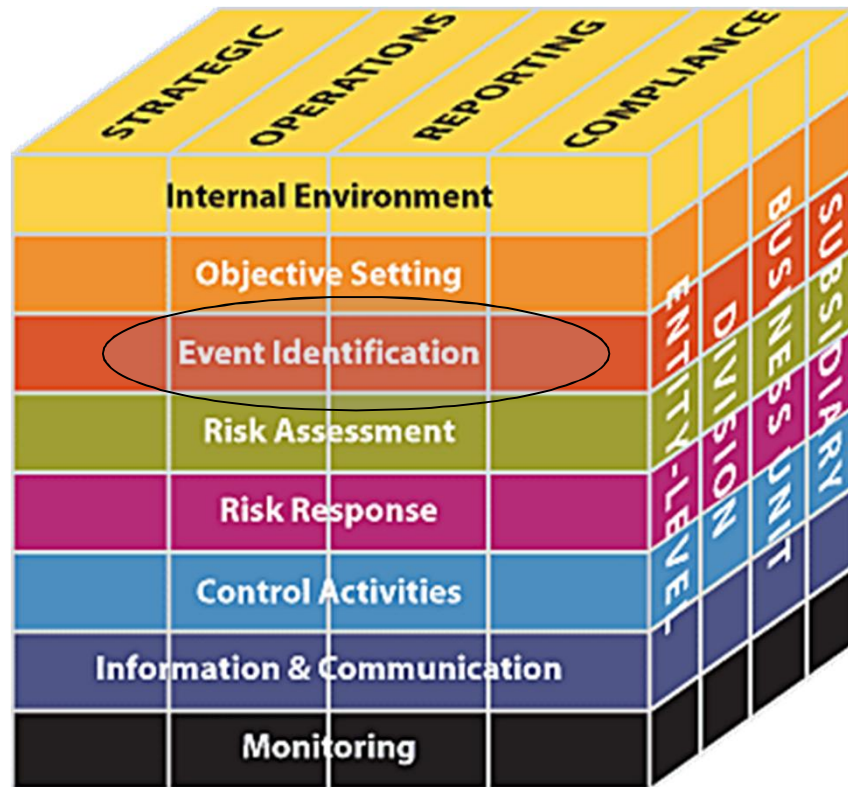 STRATEGIC
OPERATIONS
REPORTING
COMPLIANCE
Internal Environment
Objective Setting
Event Identification
Risk Assessment
Risk Response
Control Activities
Information & Communication
Monitoring
ENTITY-LEVEL
DIVISION
BUSINESS UNIT
SUBSIDIARY